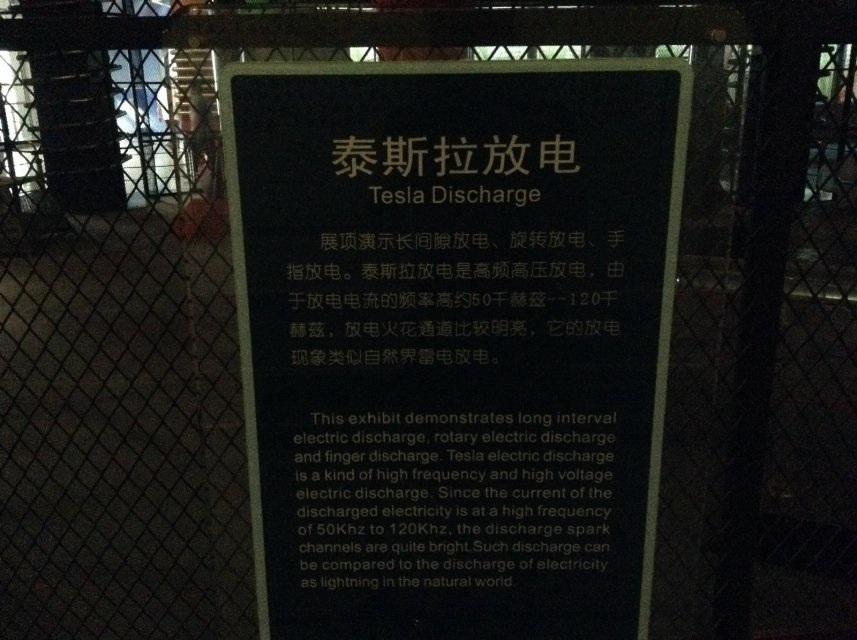 泰斯拉放电
Tesla Discharge
展项演示长间隙放电、旋转放电、手
指放电。泰斯拉放电是高频高压放电，由
于放电电流的频率高约50千赫兹--120千
赫兹，放电火花通道比较明亮，它的放电
现象类似自然界雷电放电。
This exhibit demonstrates long interval
electric discharge, rotary electric discharge
and finger discharge. Tesla electric discharge
is a kind of high frequency and high voltage
electric discharge. Since the current of the
discharged electricity is at a high frequency
of 50Khz to 120Khz, the discharge spark
channels are quite bright.Such discharge can
be compared to the discharge of electricity
as lightning in the natural world.